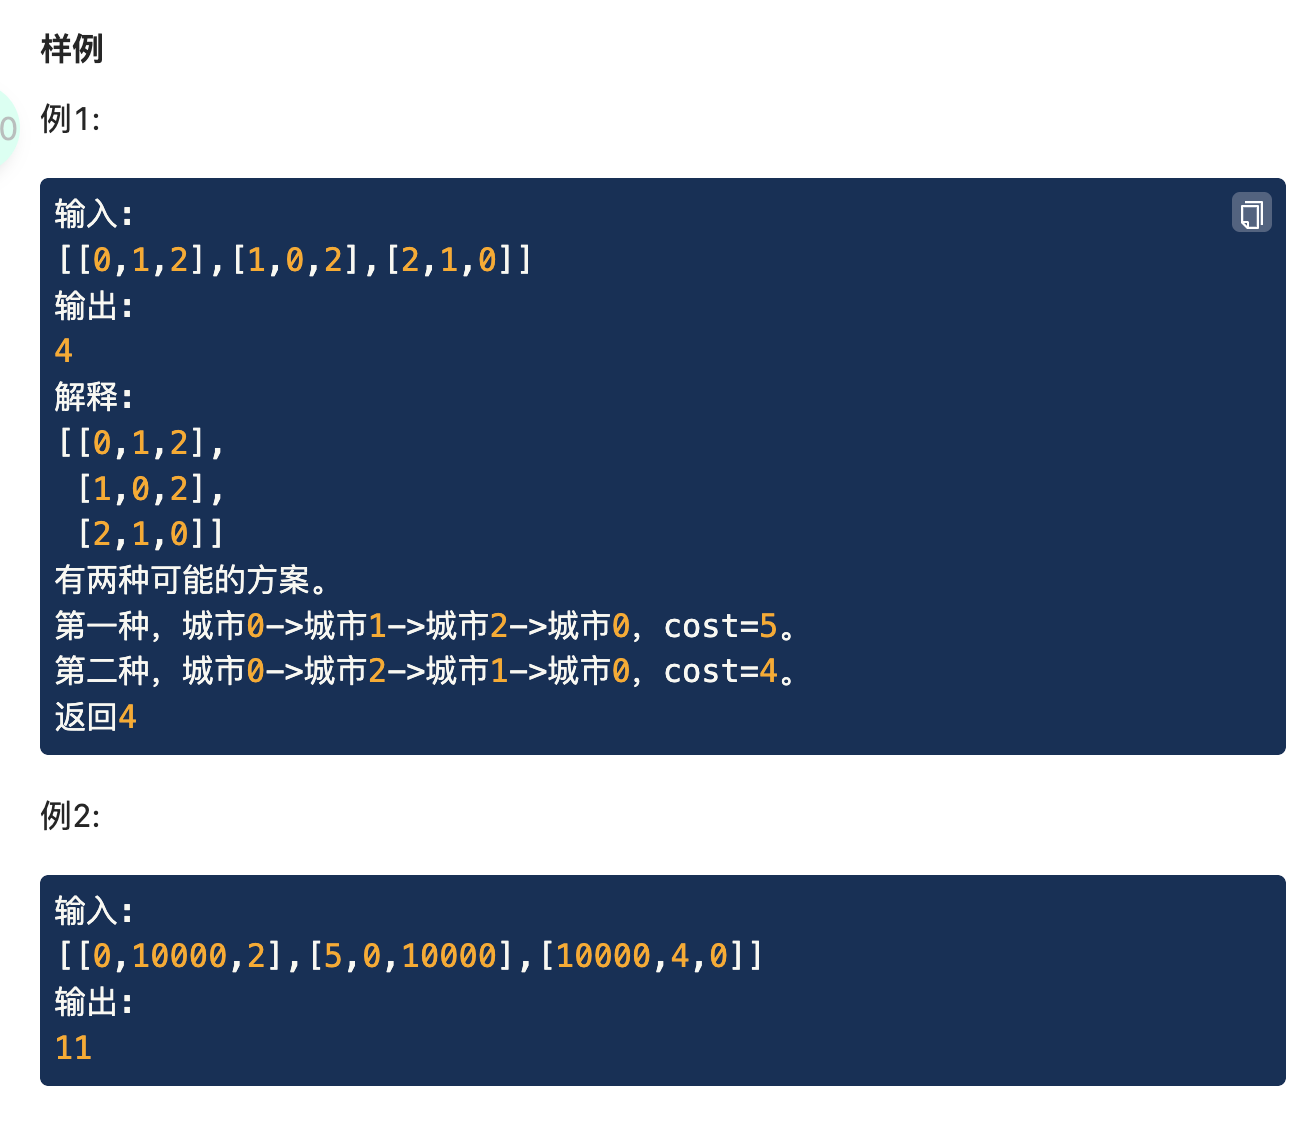 样例
0
例1:
输入:
[[0,1,2],[1,0,2],[2,1,0]]
输出:
4
解释:
[[0,1,2],
 [1,0,2],
 [2,1,0]]
有两种可能的方案。
第一种，城市0->城市1->城市2->城市0，cost=5。
第二种，城市0->城市2->城市1->城市0，cost=4。
返回4
例2:
输入:
[[0,10000,2],[5,0,10000],[10000,4,0]]
输出:
11